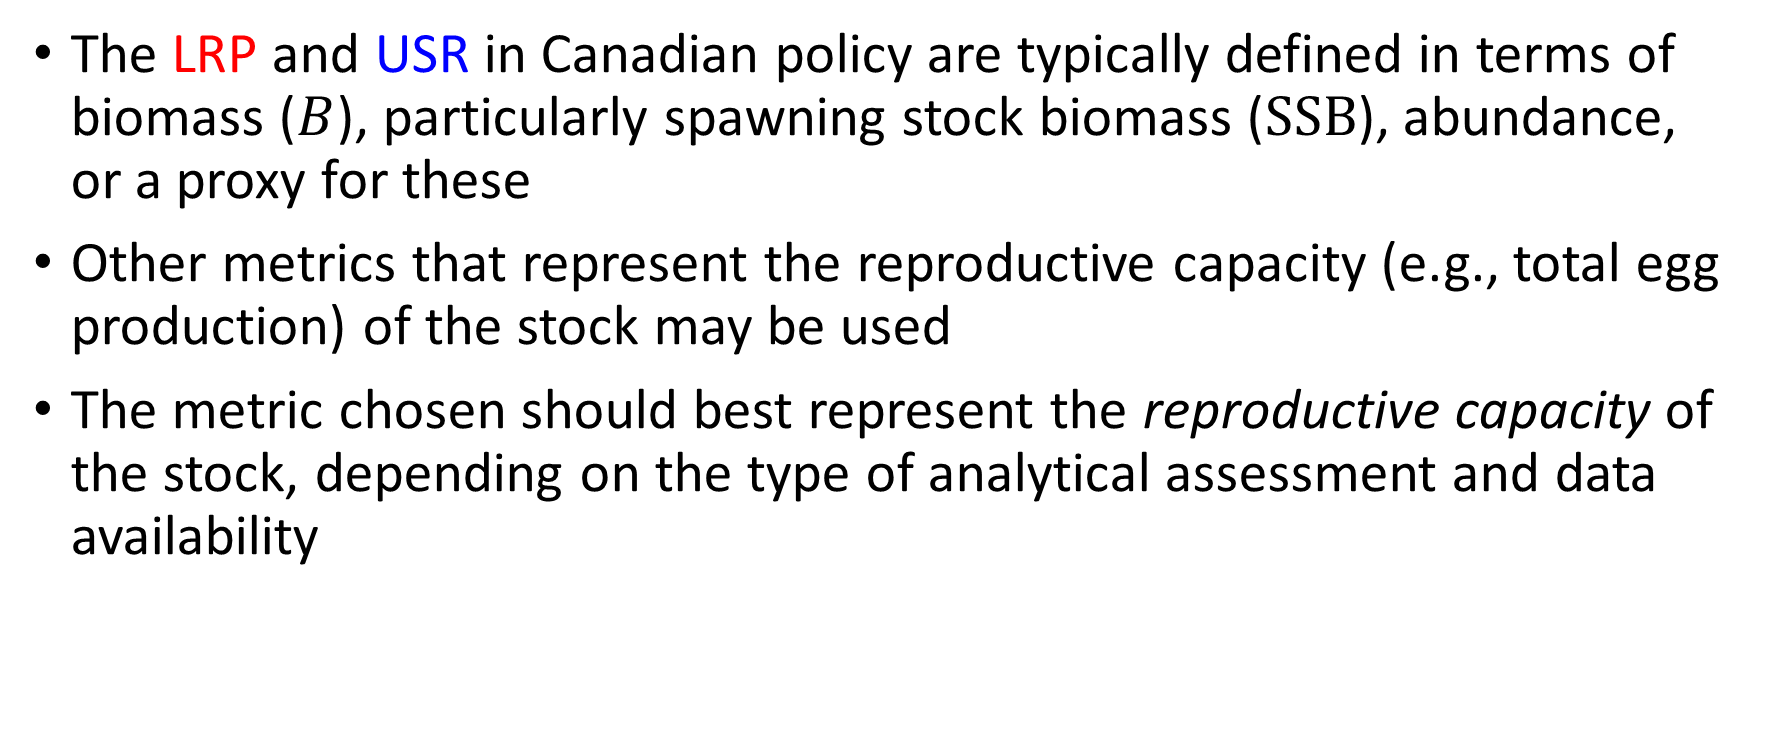 • The LRP and USR in Canadian policy are typically defined in terms of
biomass (B), particularly spawning stock biomass (SSB), abundance,
or a proxy for these
• Other metrics that represent the reproductive capacity (e.g., total egg
production) of the stock may be used
• The metric chosen should best represent the reproductive capacity of
the stock, depending on the type of analytical assessment and data
availability